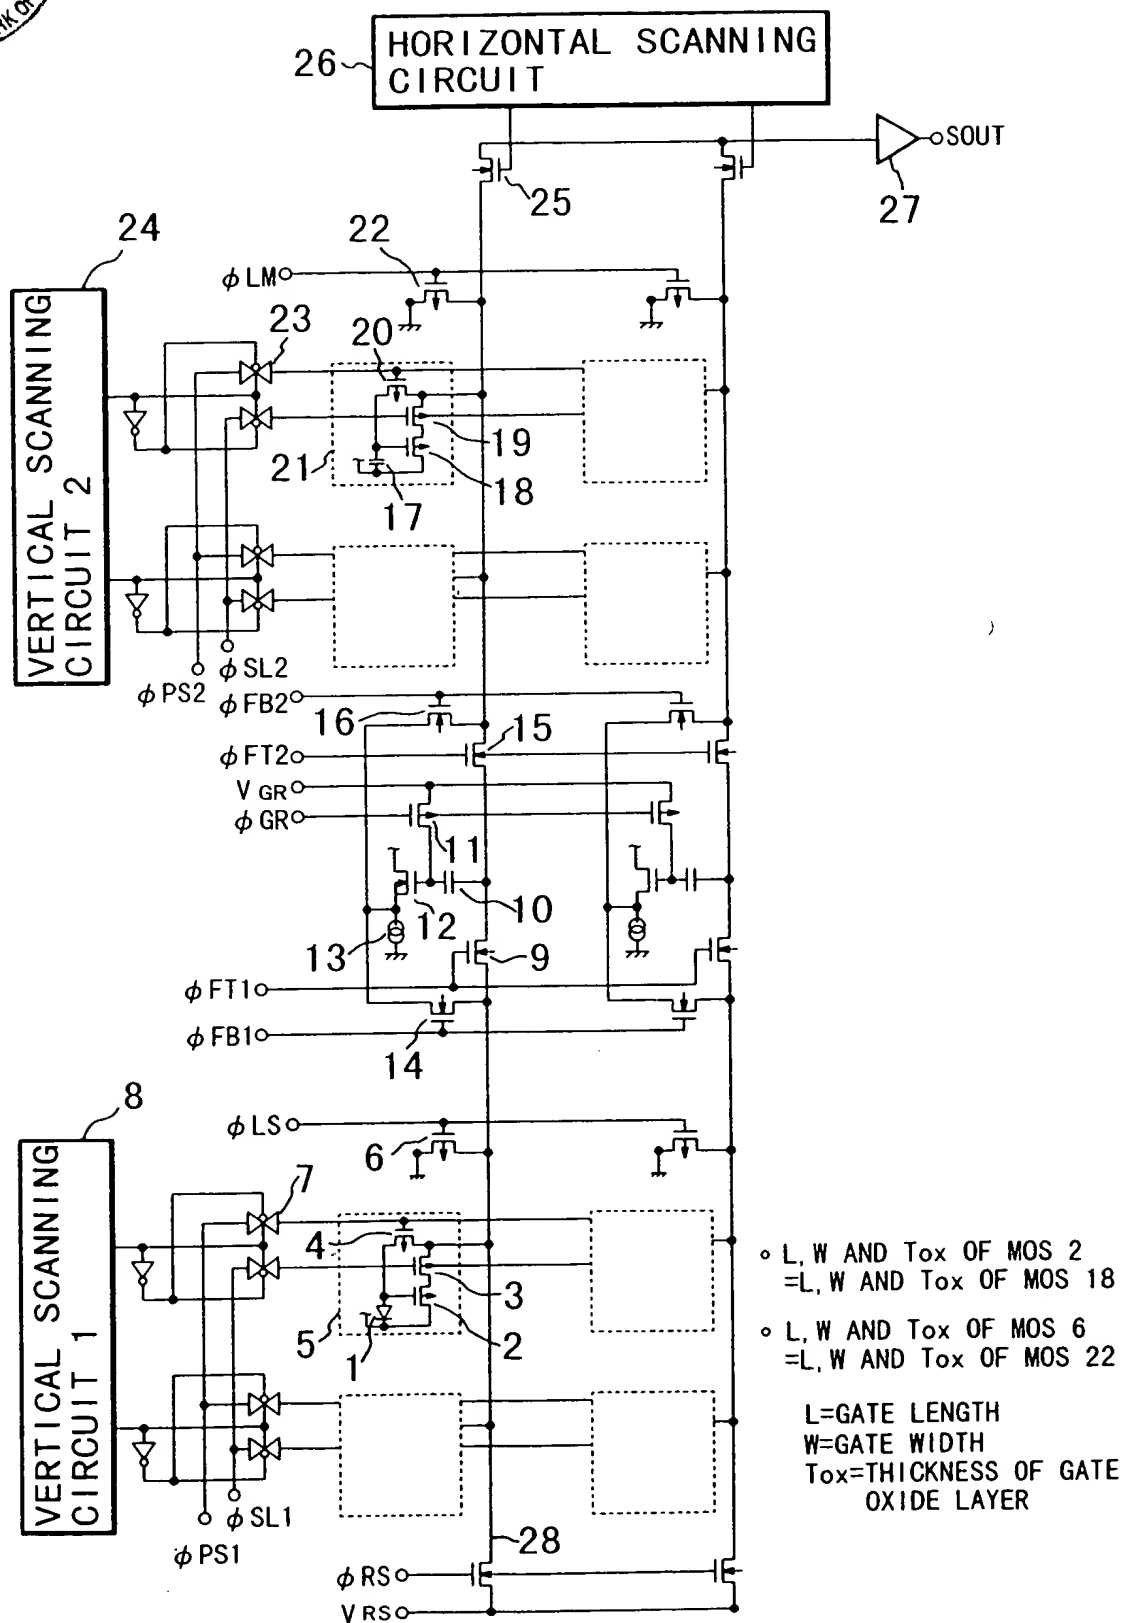 HORIZONTAL SCANNING
CIRCUIT
26
SOUT
25
27
24
22
φLM
VERTICAL SCANNING
CIRCUIT 2
23
20
19
21
18
17
φSL2
φPS2
φFB2
16
15
φFT2
VGR
φGR
11
10
12
13
9
φFT1
φFB1
14
8
φLS
6
VERTICAL SCANNING
CIRCUIT 1
7
4
3
5
1
2
L, W AND Tox OF MOS 2
=L, W AND Tox OF MOS 18
L, W AND Tox OF MOS 6
=L, W AND Tox OF MOS 22
L=GATE LENGTH
W=GATE WIDTH
Tox=THICKNESS OF GATE
OXIDE LAYER
φSL1
φPS1
28
φRS
VRS